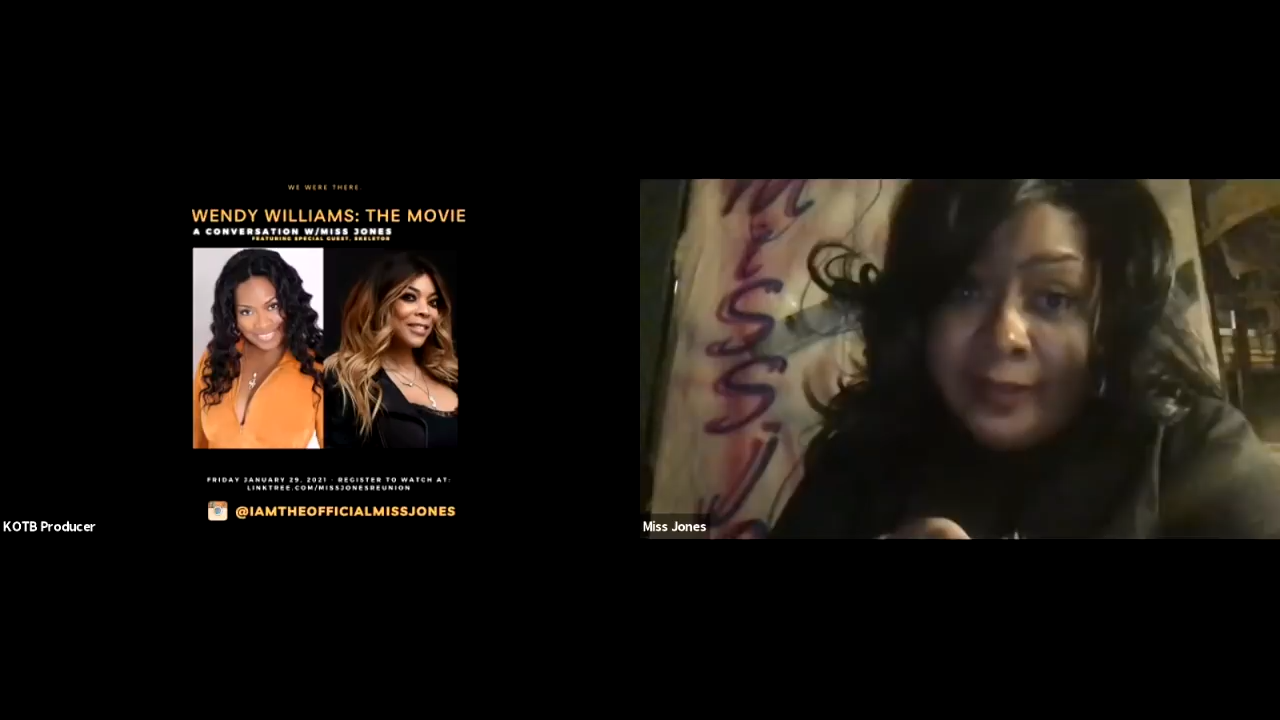 WE WERE THERE.
WENDY WILLIAMS: THE MOVIE
A CONVERSATION W/MISS JONES
FEATURING SPECIAL GUEST, SKELETOR
FRIDAY JANUARY 29, 2021 - REGISTER TO WATCH AT:
LINKTREE.COM/MISSJONESREUNION
@IAMTHEOFFICIALMISSJONES
KOTB Producer
MiSS
Miss Jones